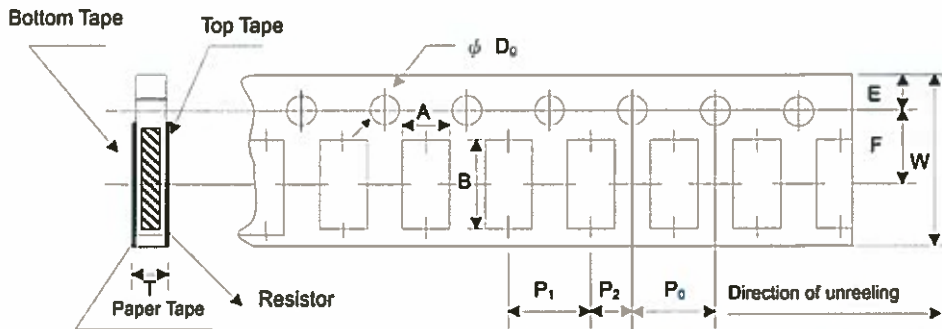 Bottom Tape
Top Tape
ϕ D₀
A
B
E
F
W
T
Paper Tape
Resistor
P₁
P₂
P₀
Direction of unreeling